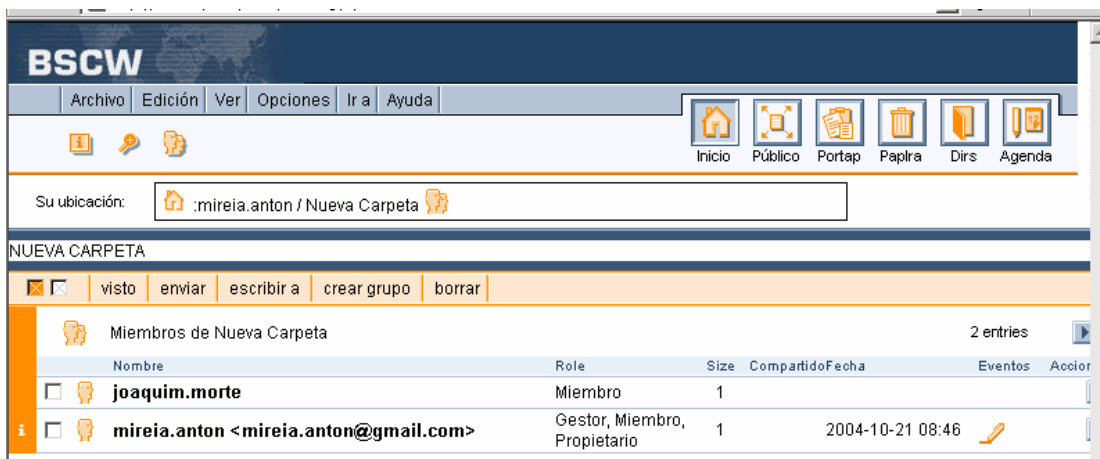 BSCW
Archivo Edición Ver Opciones Ir a Ayuda
Inicio Público Portap Paplra Dirs Agenda
Su ubicación: :mireia.anton / Nueva Carpeta
NUEVA CARPETA
visto enviar escribir a crear grupo borrar
Miembros de Nueva Carpeta 2 entries
Nombre Role Size CompartidoFecha Eventos Accior
joaquim.morte Miembro 1
mireia.anton <mireia.anton@gmail.com> Gestor, Miembro, Propietario 1 2004-10-21 08:46